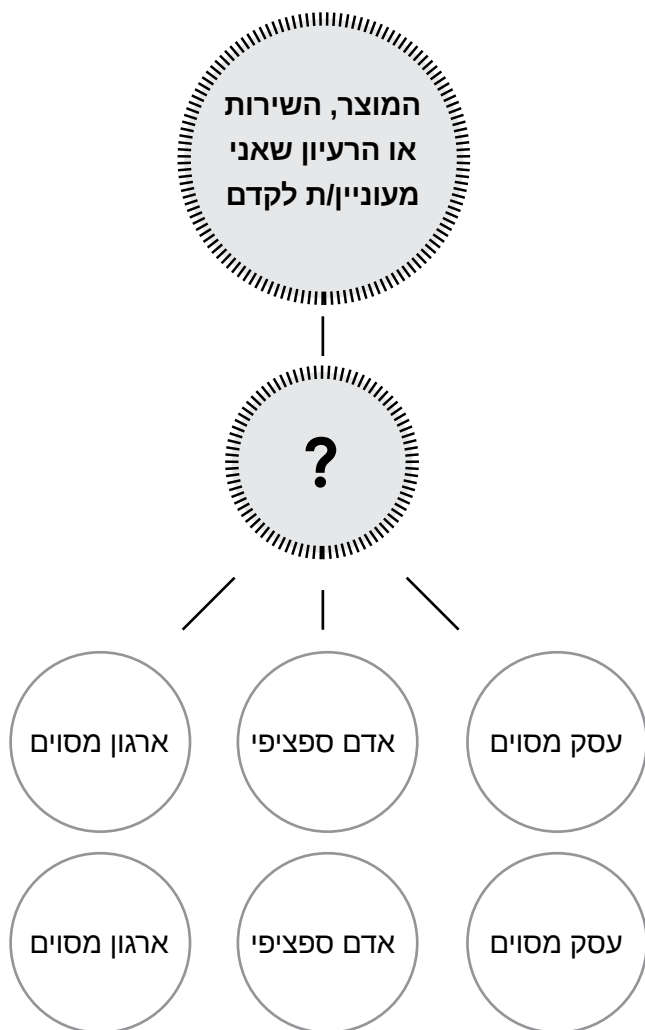 המוצר, השירות
או הרעיון שאני
מעוניין/ת לקדם
?
עסק מסוים
אדם ספציפי
ארגון מסוים
עסק מסוים
אדם ספציפי
ארגון מסוים